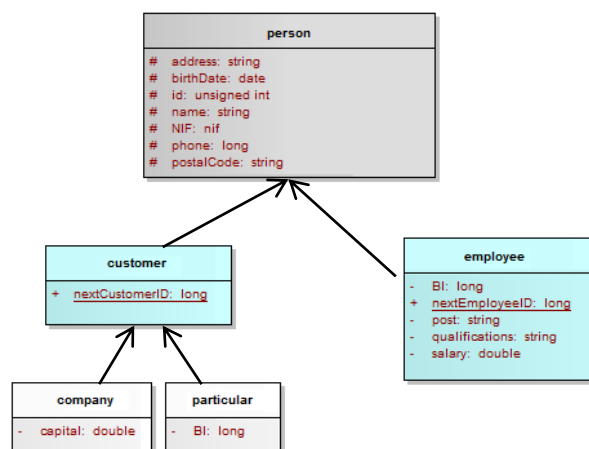 person
# address: string
# birthDate: date
# id: unsigned int
# name: string
# NIF: nif
# phone: long
# postalCode: string
customer
+ nextCustomerID: long
employee
- BI: long
+ nextEmployeeID: long
- post: string
- qualifications: string
- salary: double
company
- capital: double
particular
- BI: long